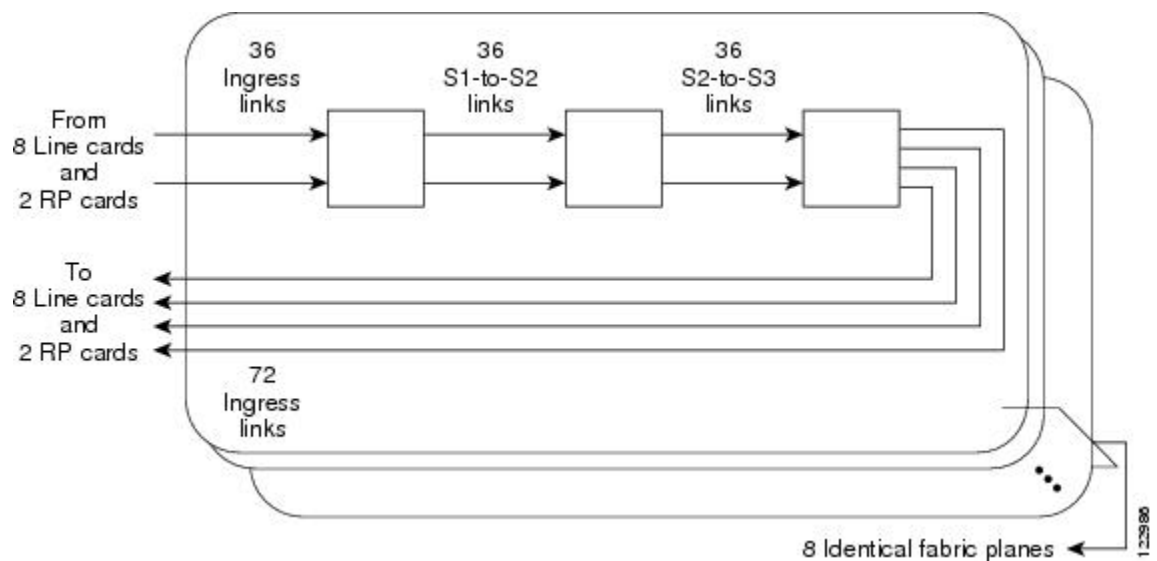 36
Ingress
links
36
S1-to-S2
links
36
S2-to-S3
links
From
8 Line cards
and
2 RP cards
To
8 Line cards
and
2 RP cards
72
Ingress
links
8 Identical fabric planes
122986